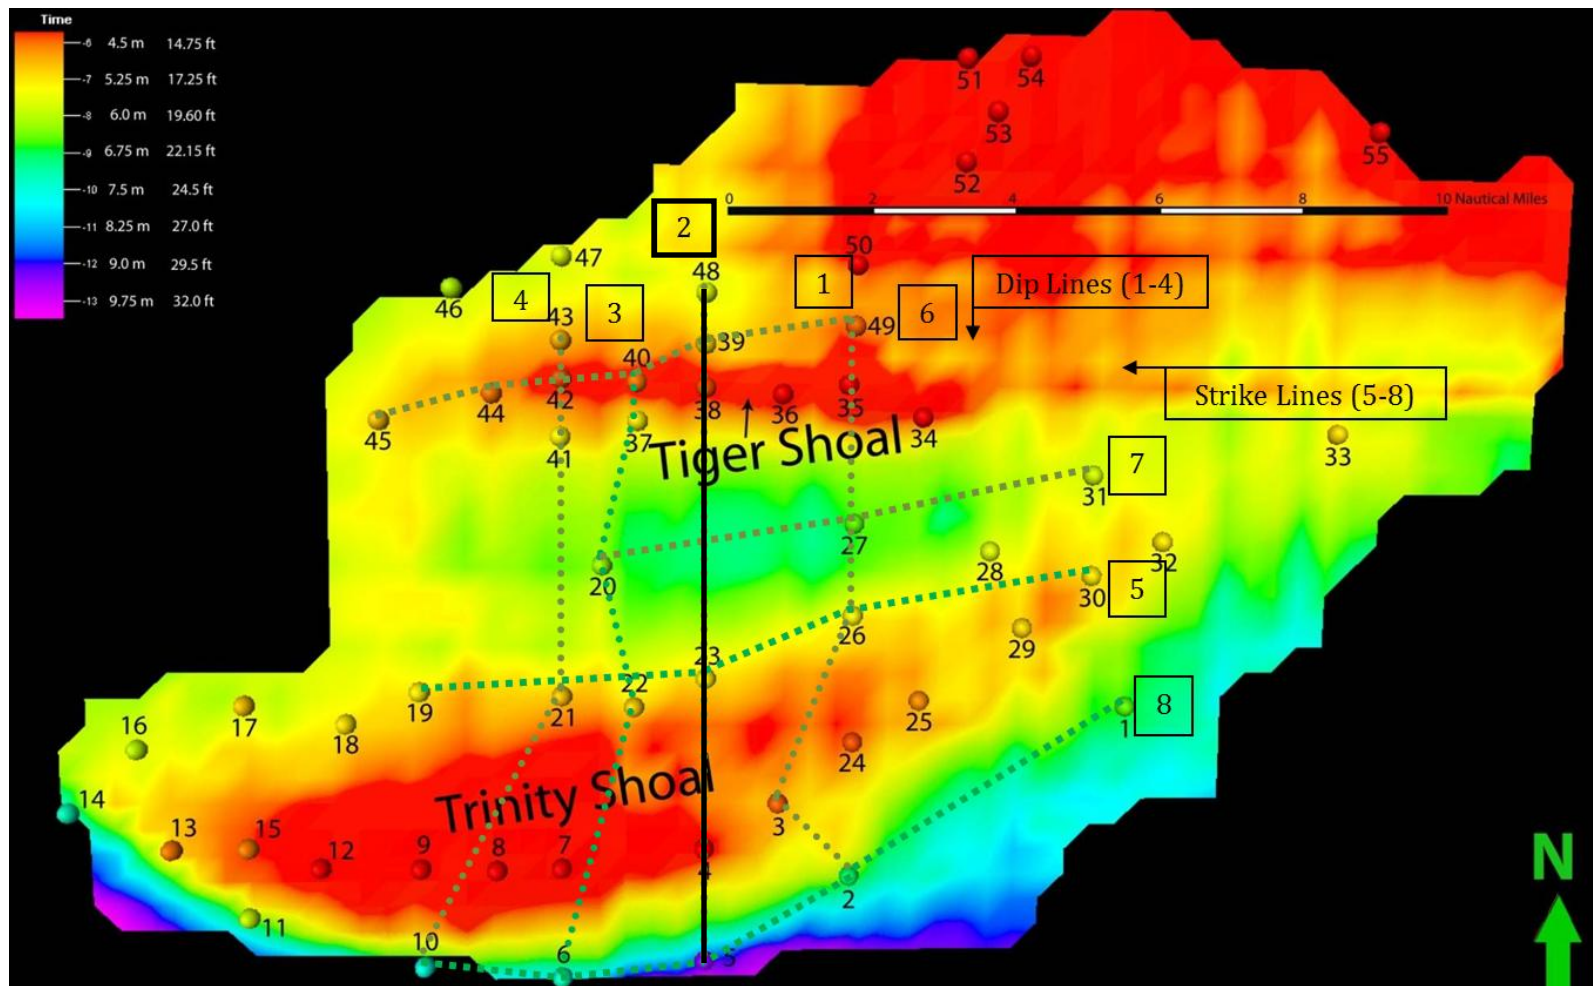 Time
-6 4.5 m 14.75 ft
-7 5.25 m 17.25 ft
-8 6.0 m 19.60 ft
-9 6.75 m 22.15 ft
-10 7.5 m 24.5 ft
-11 8.25 m 27.0 ft
-12 9.0 m 29.5 ft
-13 9.75 m 32.0 ft
51 54
53
55
52
0 2 4 6 8 10 Nautical Miles
2
50
47
48
4 3 1 6 Dip Lines (1-4)
46
43
49
39
40
42 38 36 35
44
Strike Lines (5-8)
45
37
34
41
Tiger Shoal
33
7
31
27
28
32
20
30 5
26
29
23
19
22
21
16
17
18
25
1 8
24
Trinity Shoal
14
3
13 15
12 9 8 7
4
2
11
10
6
5
N